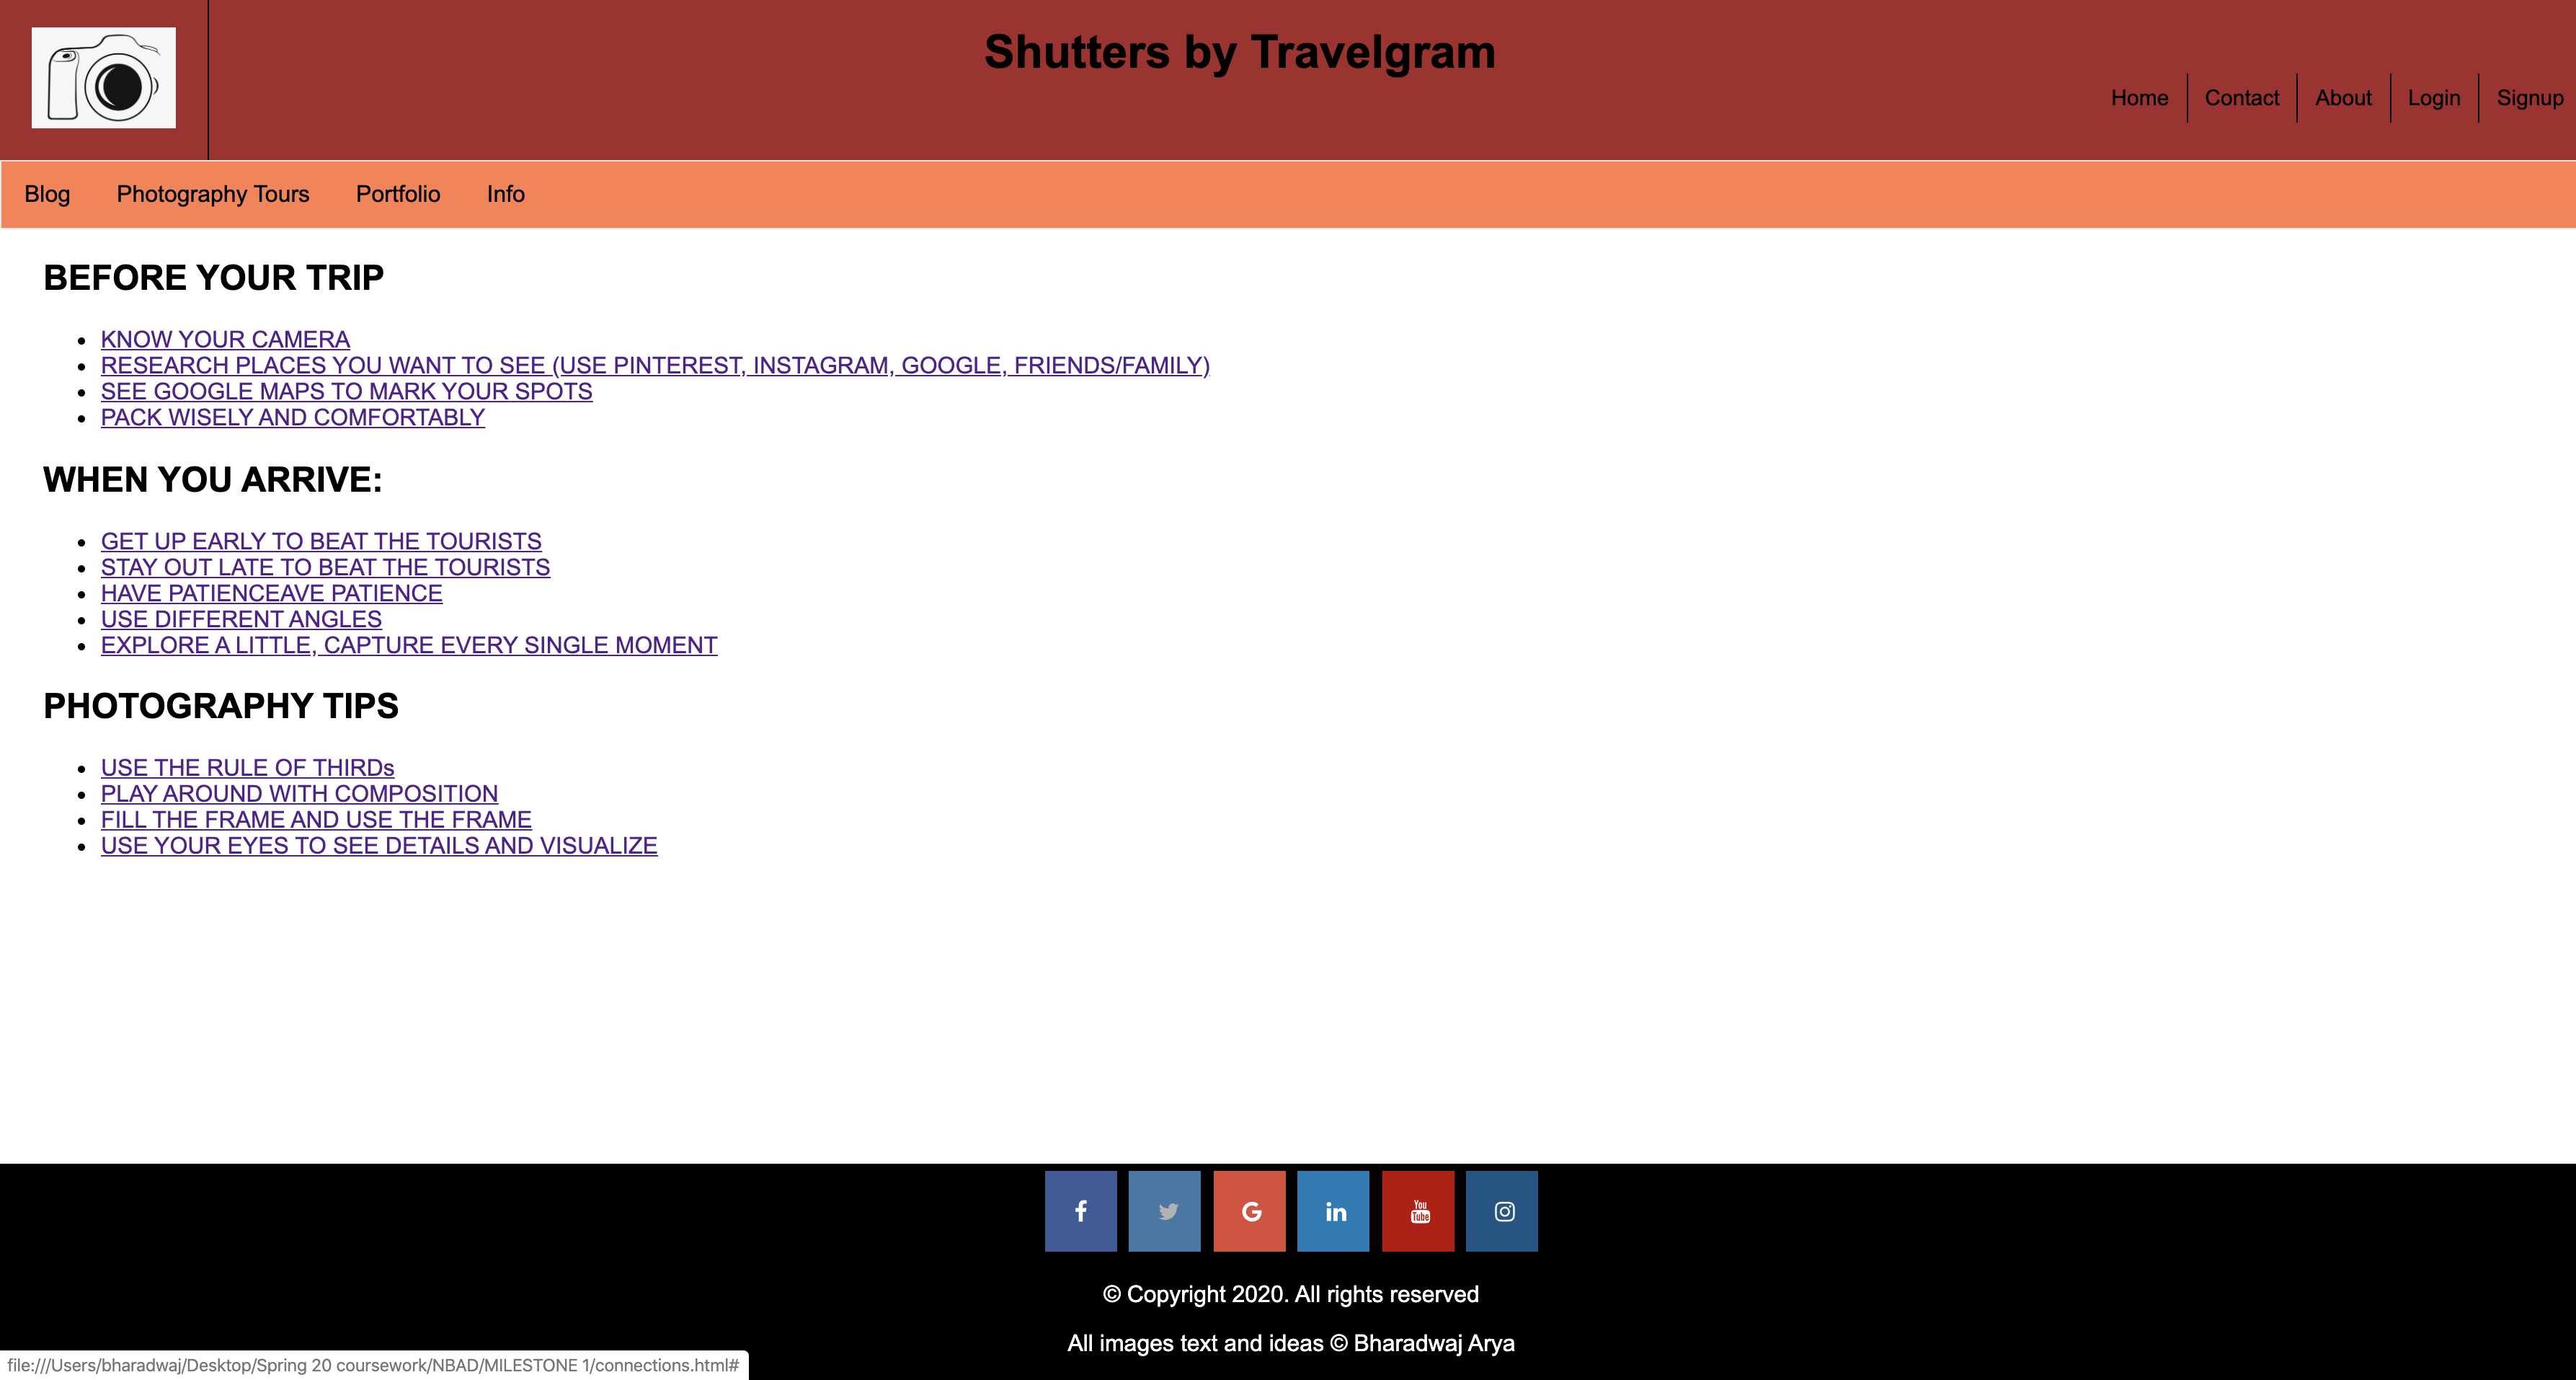 Shutters by Travelgram
Home Contact About Login Signup
Blog Photography Tours Portfolio Info
BEFORE YOUR TRIP
KNOW YOUR CAMERA
RESEARCH PLACES YOU WANT TO SEE (USE PINTEREST, INSTAGRAM, GOOGLE, FRIENDS/FAMILY)
SEE GOOGLE MAPS TO MARK YOUR SPOTS
PACK WISELY AND COMFORTABLY
WHEN YOU ARRIVE:
GET UP EARLY TO BEAT THE TOURISTS
STAY OUT LATE TO BEAT THE TOURISTS
HAVE PATIENCEAVE PATIENCE
USE DIFFERENT ANGLES
EXPLORE A LITTLE, CAPTURE EVERY SINGLE MOMENT
PHOTOGRAPHY TIPS
USE THE RULE OF THIRDs
PLAY AROUND WITH COMPOSITION
FILL THE FRAME AND USE THE FRAME
USE YOUR EYES TO SEE DETAILS AND VISUALIZE
f G in You Tube
© Copyright 2020. All rights reserved
All images text and ideas © Bharadwaj Arya
file:///Users/bharadwaj/Desktop/Spring 20 coursework/NBAD/MILESTONE 1/connections.html#